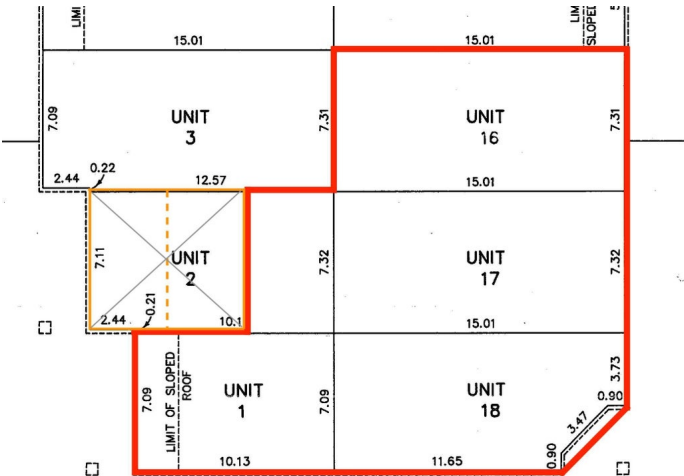 LIMI
LIM
SLOPED
15.01
15.01
7.09
UNIT
3
7.31
UNIT
16
7.31
0.22
2.44
12.57
15.01
7.11
UNIT
2
7.32
UNIT
17
7.32
2.44
0.21
10.1
15.01
7.09
LIMIT OF SLOPED
ROOF
UNIT
1
7.09
UNIT
18
3.73
0.90
3.47
0.90
10.13
11.65